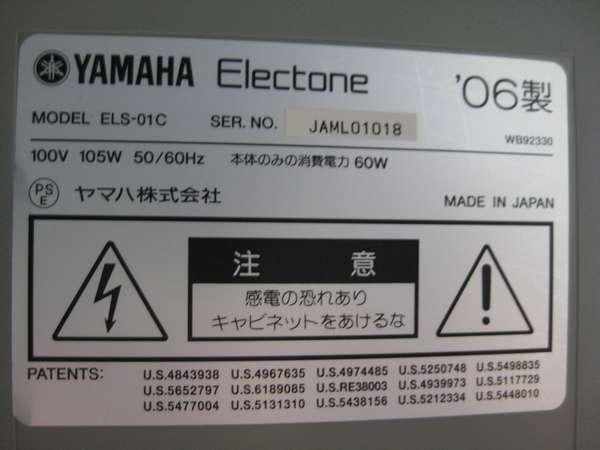 YAMAHA Electone '06製
MODEL ELS-01C SER. NO. JAML01018
WB92330
100V 105W 50/60Hz 本体のみの消費電力 60W
PSE ヤマハ株式会社 MADE IN JAPAN
注意
感電の恐れあり
キャビネットをあけるな
PATENTS: U.S.4843938 U.S.4967635 U.S.4974485 U.S.5250748 U.S.5498835
U.S.5652797 U.S.6189085 U.S.RE38003 U.S.4939973 U.S.5117729
U.S.5477004 U.S.5131310 U.S.5438156 U.S.5212334 U.S.5448010